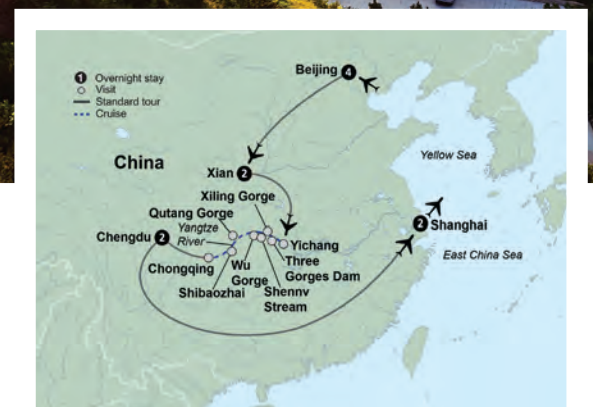 1 Overnight stay
Visit
Standard tour
Cruise
Beijing 4
China
Yellow Sea
Xian 2
Xiling Gorge
Qutang Gorge
Yangtze
River
Chengdu 2
2 Shanghai
Yichang
East China Sea
Chongqing
Wu
Gorge
Three
Gorges Dam
Shibaozhai
Shennv
Stream